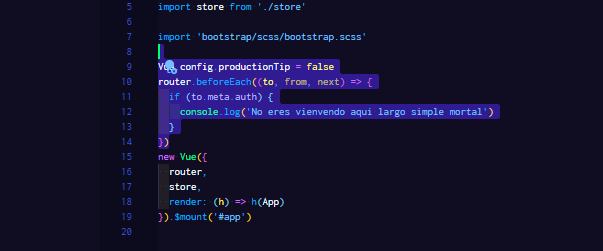 5 import store from './store'
6
7 import 'bootstrap/scss/bootstrap.scss'
8
9 Vue.config.productionTip = false
10 router.beforeEach((to, from, next) => {
11 if (to.meta.auth) {
12 console.log('No eres vienvendo aqui largo simple mortal')
13 }
14 })
15 new Vue({
16 router,
17 store,
18 render: (h) => h(App)
19 }).$mount('#app')
20